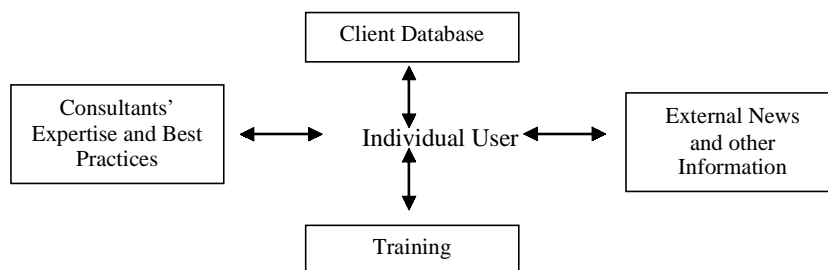 Client Database
Consultants’
Expertise and Best
Practices
Individual User
External News
and other
Information
Training